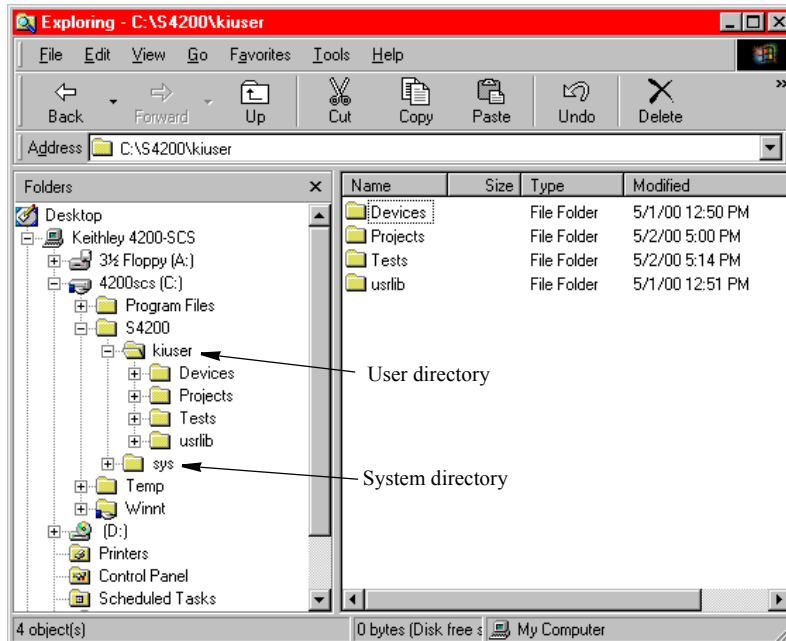 Exploring - C:\S4200\kiuser
File Edit View Go Favorites Tools Help
Back Forward Up Cut Copy Paste Undo Delete »
Address C:\S4200\kiuser
Folders
Desktop
Keithley 4200-SCS
3½ Floppy (A:)
4200scs (C:)
Program Files
S4200
kiuser
Devices
Projects
Tests
usrlib
sys
Temp
Winnt
(D:)
Printers
Control Panel
Scheduled Tasks
Name Size Type Modified
Devices File Folder 5/1/00 12:50 PM
Projects File Folder 5/2/00 5:00 PM
Tests File Folder 5/2/00 5:14 PM
usrlib File Folder 5/1/00 12:51 PM
User directory
System directory
4 object(s) 0 bytes (Disk free s My Computer